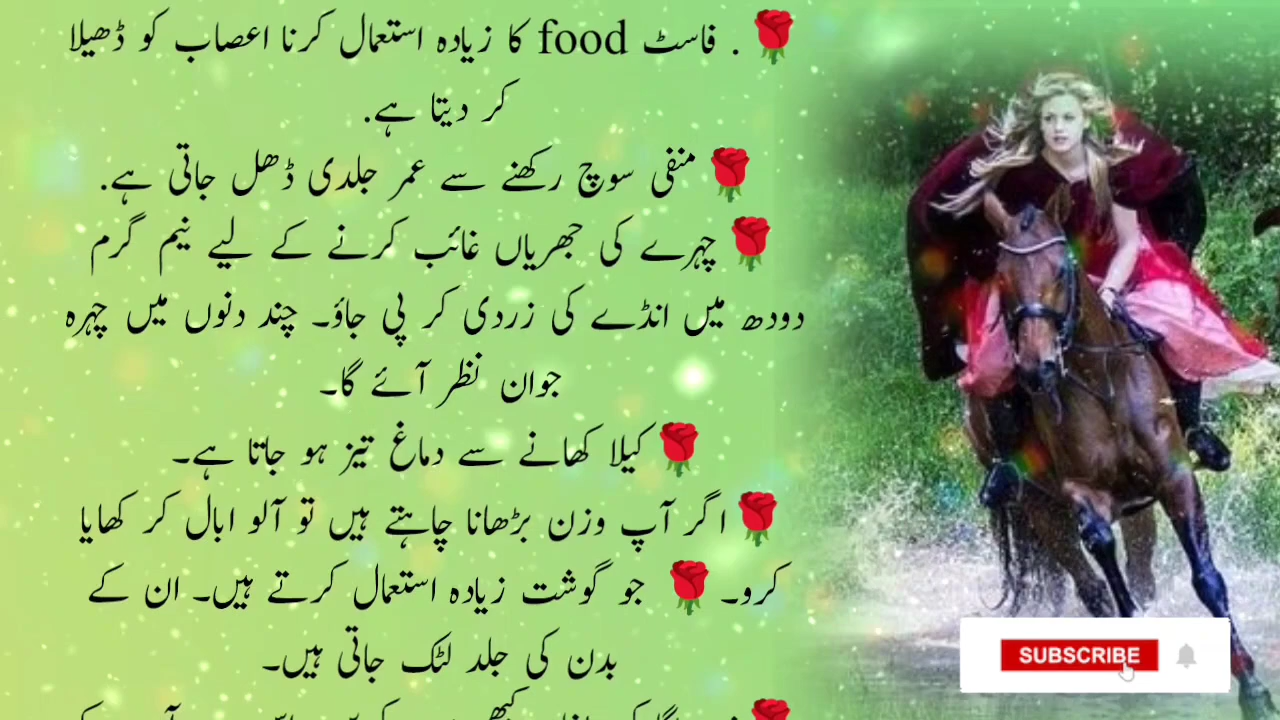 🌹. فاسٹ food کا زیادہ استعمال کرنا اعصاب کو ڈھیلا
کر دیتا ہے.
🌹 منفی سوچ رکھنے سے عمر جلدی ڈھل جاتی ہے.
🌹 چہرے کی جھریاں غائب کرنے کے لیے نیم گرم
دودھ میں انڈے کی زردی کر پی جاؤ۔ چند دنوں میں چہرہ
جوان نظر آئے گا۔
🌹 کیلا کھانے سے دماغ تیز ہو جاتا ہے۔
🌹 اگر آپ وزن بڑھانا چاہتے ہیں تو آلو ابال کر کھایا
کرو۔ 🌹 جو گوشت زیادہ استعمال کرتے ہیں۔ ان کے
بدن کی جلد لٹک جاتی ہیں۔
SUBSCRIBE